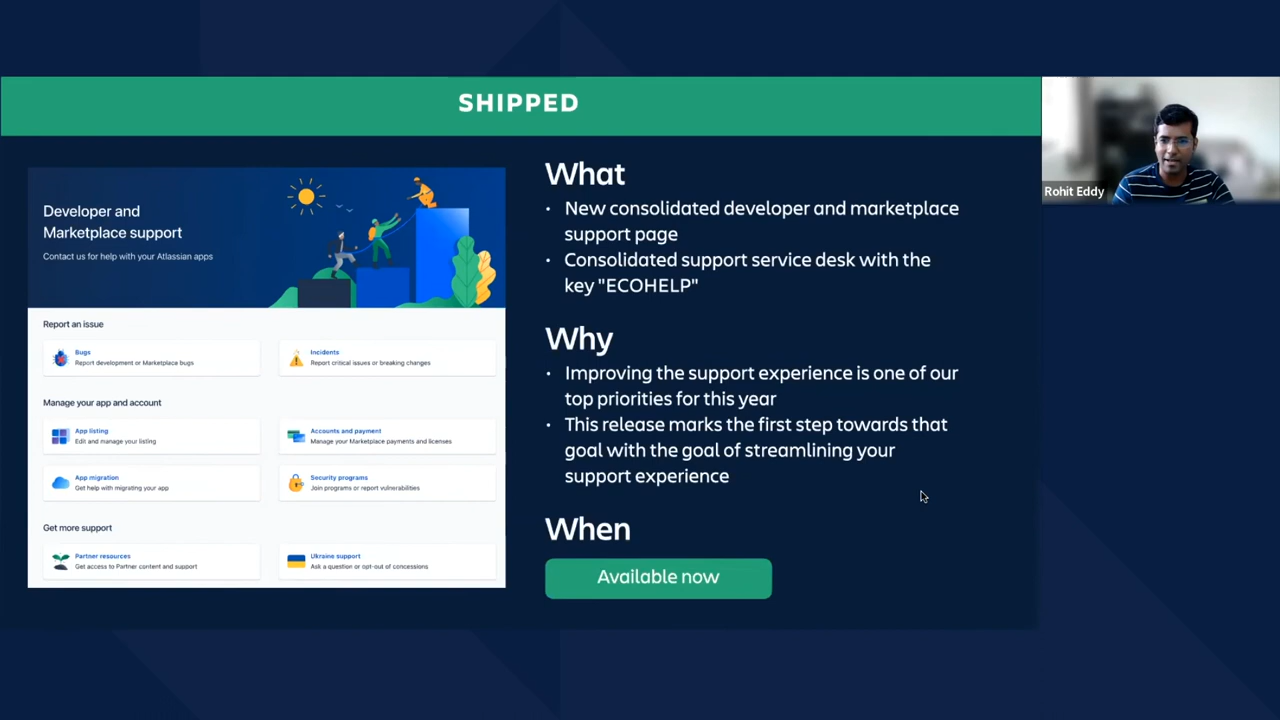 SHIPPED
Developer and
Marketplace support
Contact us for help with your Atlassian apps
Report an issue
Bugs
Report development or Marketplace bugs
Incidents
Report critical issues or breaking changes
Manage your app and account
App listing
Edit and manage your listing
Accounts and payment
Manage your Marketplace payments and licenses
App migration
Get help with migrating your app
Security programs
Join programs or report vulnerabilities
Get more support
Partner resources
Get access to Partner content and support
Ukraine support
Ask a question or opt-out of concessions
What
• New consolidated developer and marketplace
support page
• Consolidated support service desk with the
key "ECOHELP"
Why
• Improving the support experience is one of our
top priorities for this year
• This release marks the first step towards that
goal with the goal of streamlining your
support experience
When
Available now
Rohit Eddy